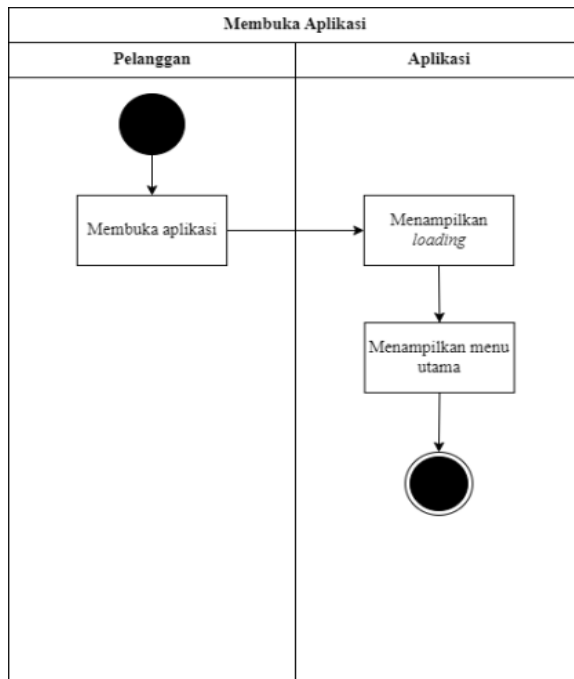 Membuka Aplikasi
Pelanggan
Aplikasi
Membuka aplikasi
Menampilkan
loading
Menampilkan menu
utama